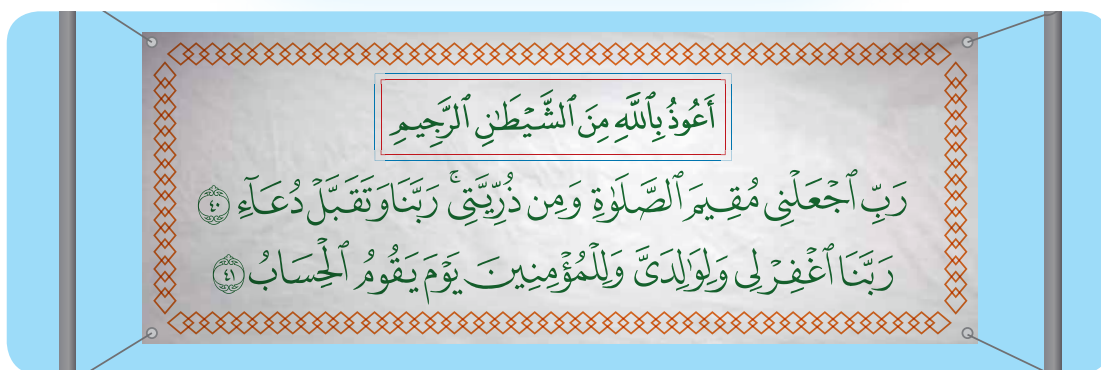 أَعُوذُ بِٱللَّهِ مِنَ ٱلشَّيْطَٰنِ ٱلرَّجِيمِ
رَبِّ ٱجْعَلْنِى مُقِيمَ ٱلصَّلَوٰةِ وَمِن ذُرِّيَّتِىۚ رَبَّنَا وَتَقَبَّلْ دُعَآءِ ٤٠
رَبَّنَا ٱغْفِرْ لِى وَلِوَٰلِدَىَّ وَلِلْمُؤْمِنِينَ يَوْمَ يَقُومُ ٱلْحِسَابُ ٤١